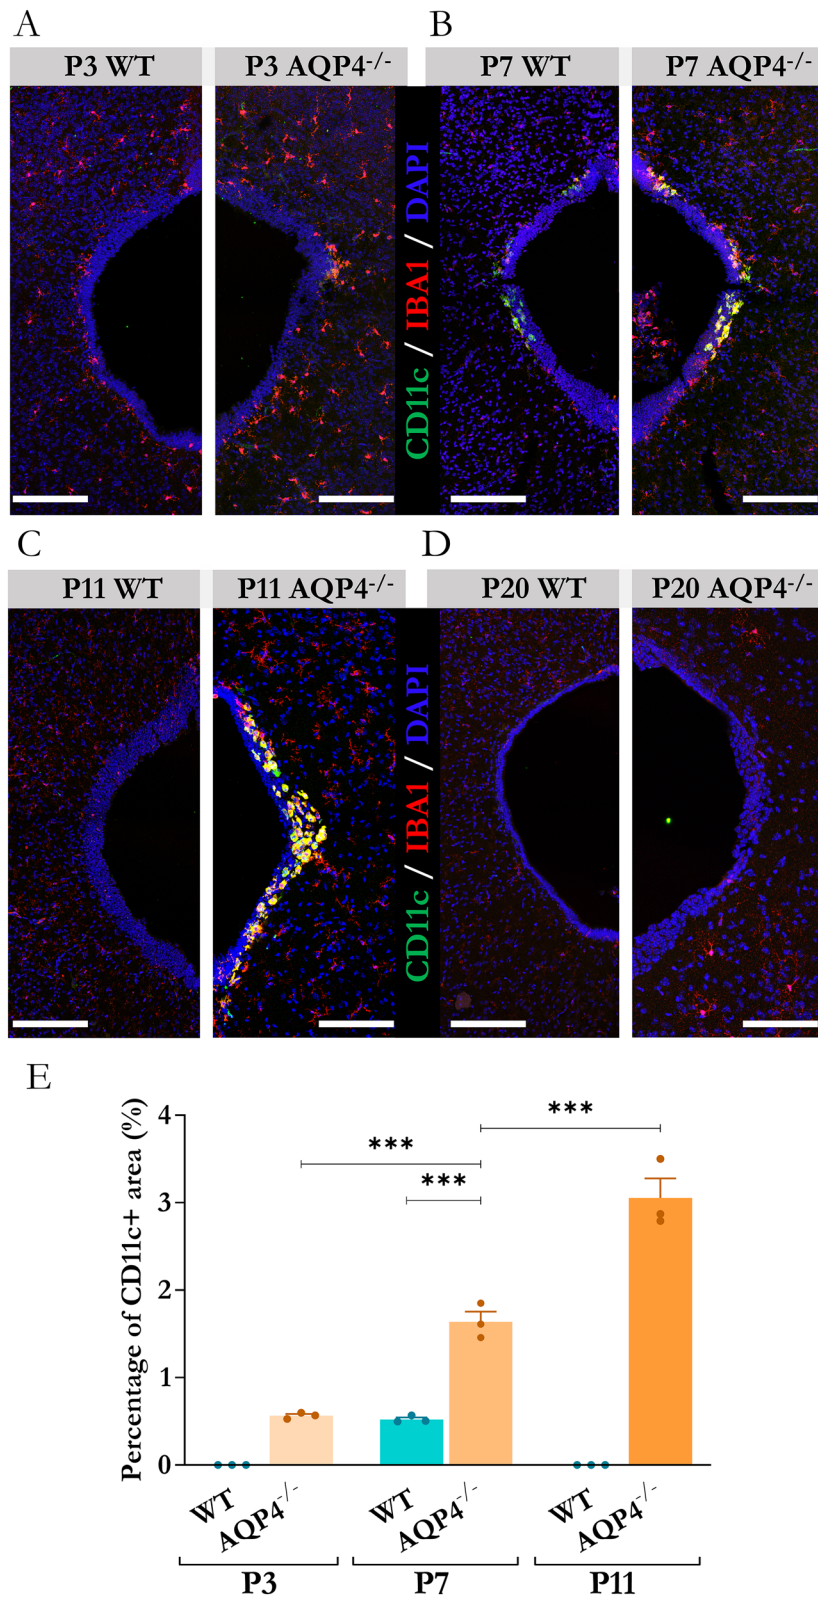 A
B
P3 WT
P3 AQP4-/-
P7 WT
P7 AQP4-/-
CD11c / IBA1 / DAPI
C
D
P11 WT
P11 AQP4-/-
P20 WT
P20 AQP4-/-
CD11c / IBA1 / DAPI
E
Percentage of CD11c+ area (%)
4
3
2
1
0
***
***
***
WT
AQP4-/-
WT
AQP4-/-
WT
AQP4-/-
P3
P7
P11